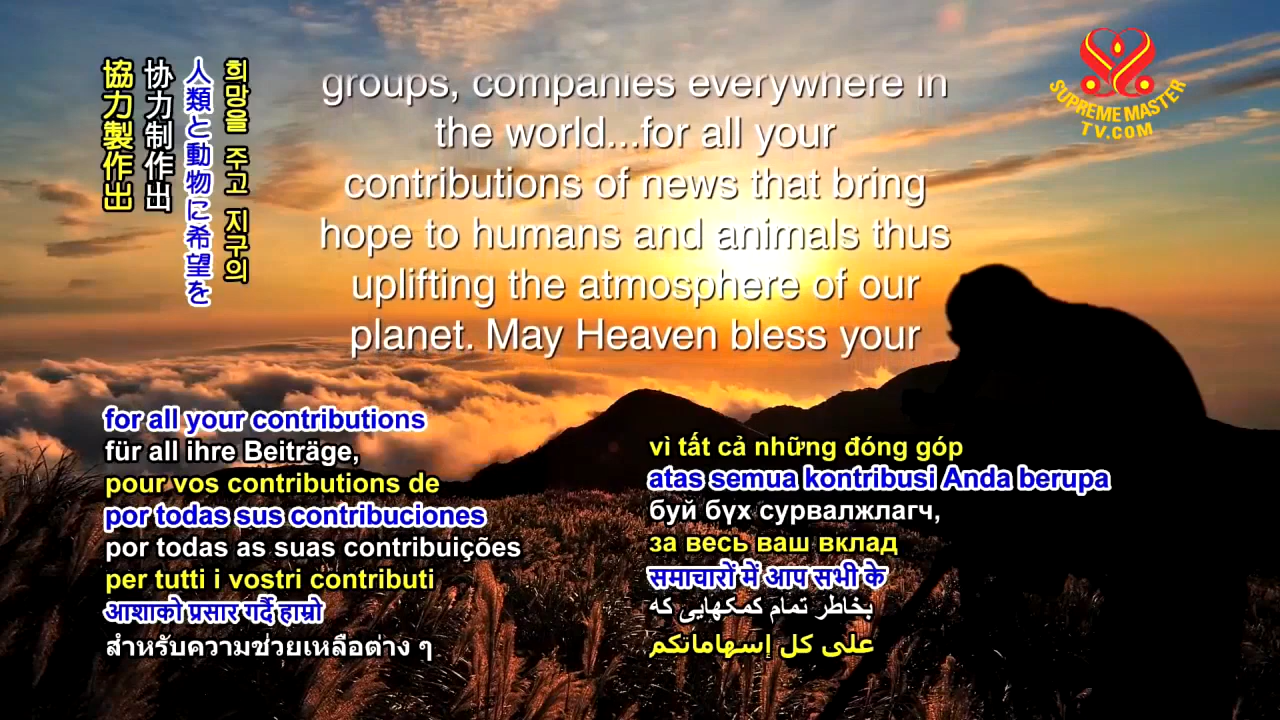 協力製作出
协力制作出
人類と動物に希望を
희망을 주고 지구의
groups, companies everywhere in
the world...for all your
contributions of news that bring
hope to humans and animals thus
uplifting the atmosphere of our
planet. May Heaven bless your
SUPREME MASTER
TV.COM
for all your contributions
für all ihre Beiträge,
pour vos contributions de
por todas sus contribuciones
por todas as suas contribuições
per tutti i vostri contributi
आशाको प्रसार गर्दै हाम्रो
สำหรับความช่วยเหลือต่าง ๆ
vì tất cả những đóng góp
atas semua kontribusi Anda berupa
буй бүх сурвалжлагч,
за весь ваш вклад
समाचारों में आप सभी के
بخاطر تمام کمکهایی که
على كل إسهاماتكم